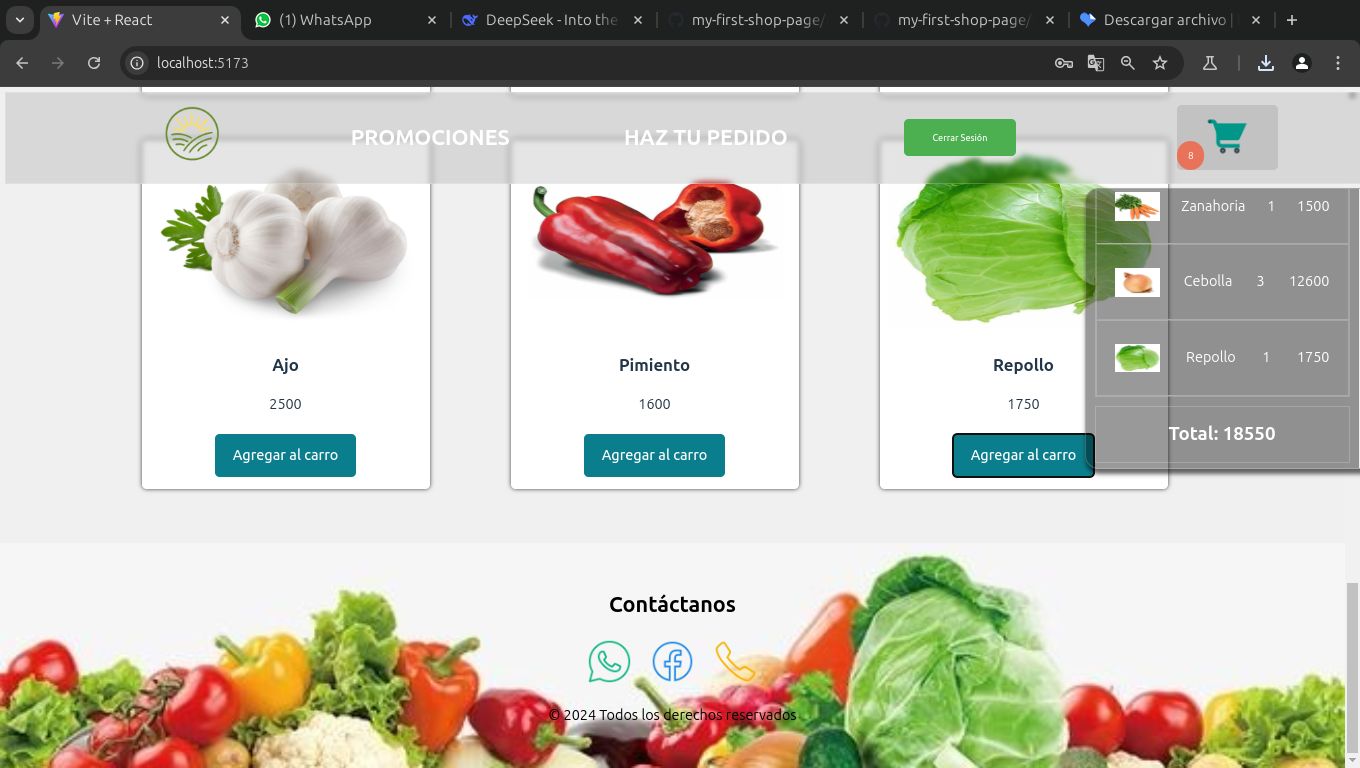 Vite + React
(1) WhatsApp
DeepSeek - Into the
my-first-shop-page/
my-first-shop-page/
Descargar archivo |
localhost:5173
PROMOCIONES
HAZ TU PEDIDO
Cerrar Sesión
8
Zanahoria 1 1500
Cebolla 3 12600
Repollo 1 1750
Total: 18550
Ajo
2500
Agregar al carro
Pimiento
1600
Agregar al carro
Repollo
1750
Agregar al carro
Contáctanos
© 2024 Todos los derechos reservados